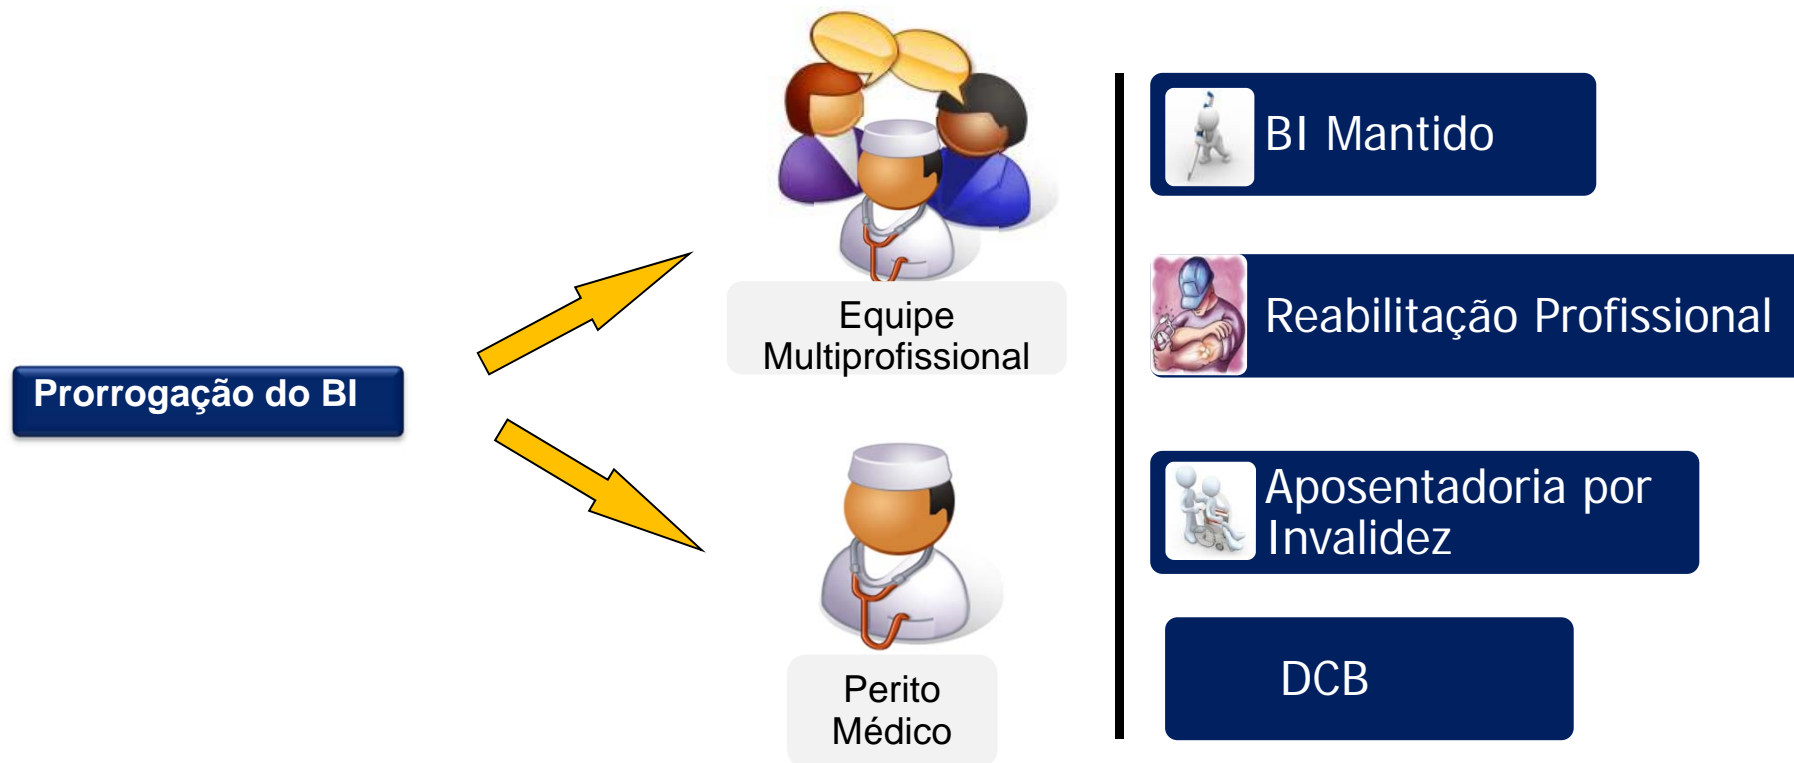 Prorrogação do BI
Equipe
Multiprofissional
Perito
Médico
BI Mantido
Reabilitação Profissional
Aposentadoria por
Invalidez
DCB